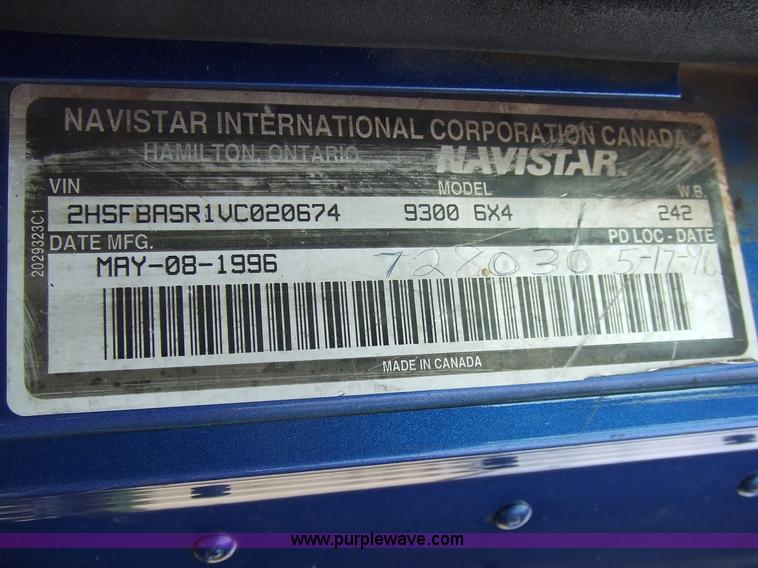 NAVISTAR INTERNATIONAL CORPORATION CANADA
HAMILTON, ONTARIO NAVISTAR
VIN MODEL W.B.
2HSFBASR1VC020674 9300 6X4 242
DATE MFG. PD LOC - DATE
MAY-08-1996 728030 5-17-96
MADE IN CANADA
2029323C1
www.purplewave.com